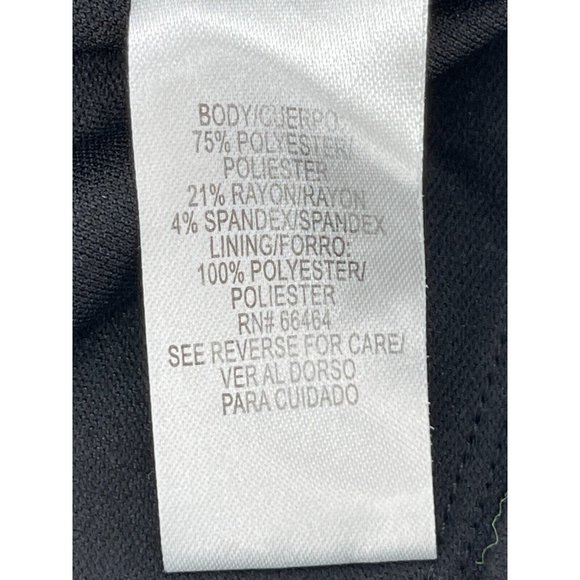 BODY/CUERPO:
75% POLYESTER/
POLIESTER
21% RAYON/RAYON
4% SPANDEX/SPANDEX
LINING/FORRO:
100% POLYESTER/
POLIESTER
RN# 66464
SEE REVERSE FOR CARE/
VER AL DORSO
PARA CUIDADO